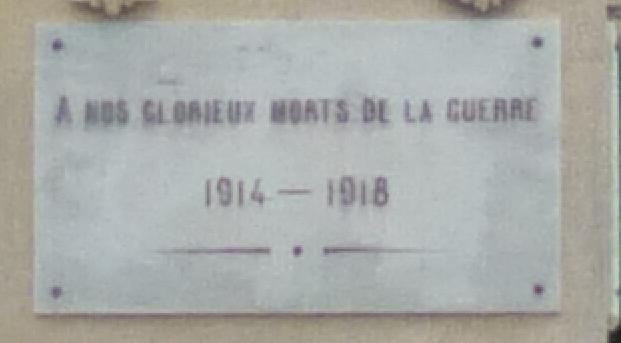 A NOS GLORIEUX MORTS DE LA GUERRE
1914 — 1918